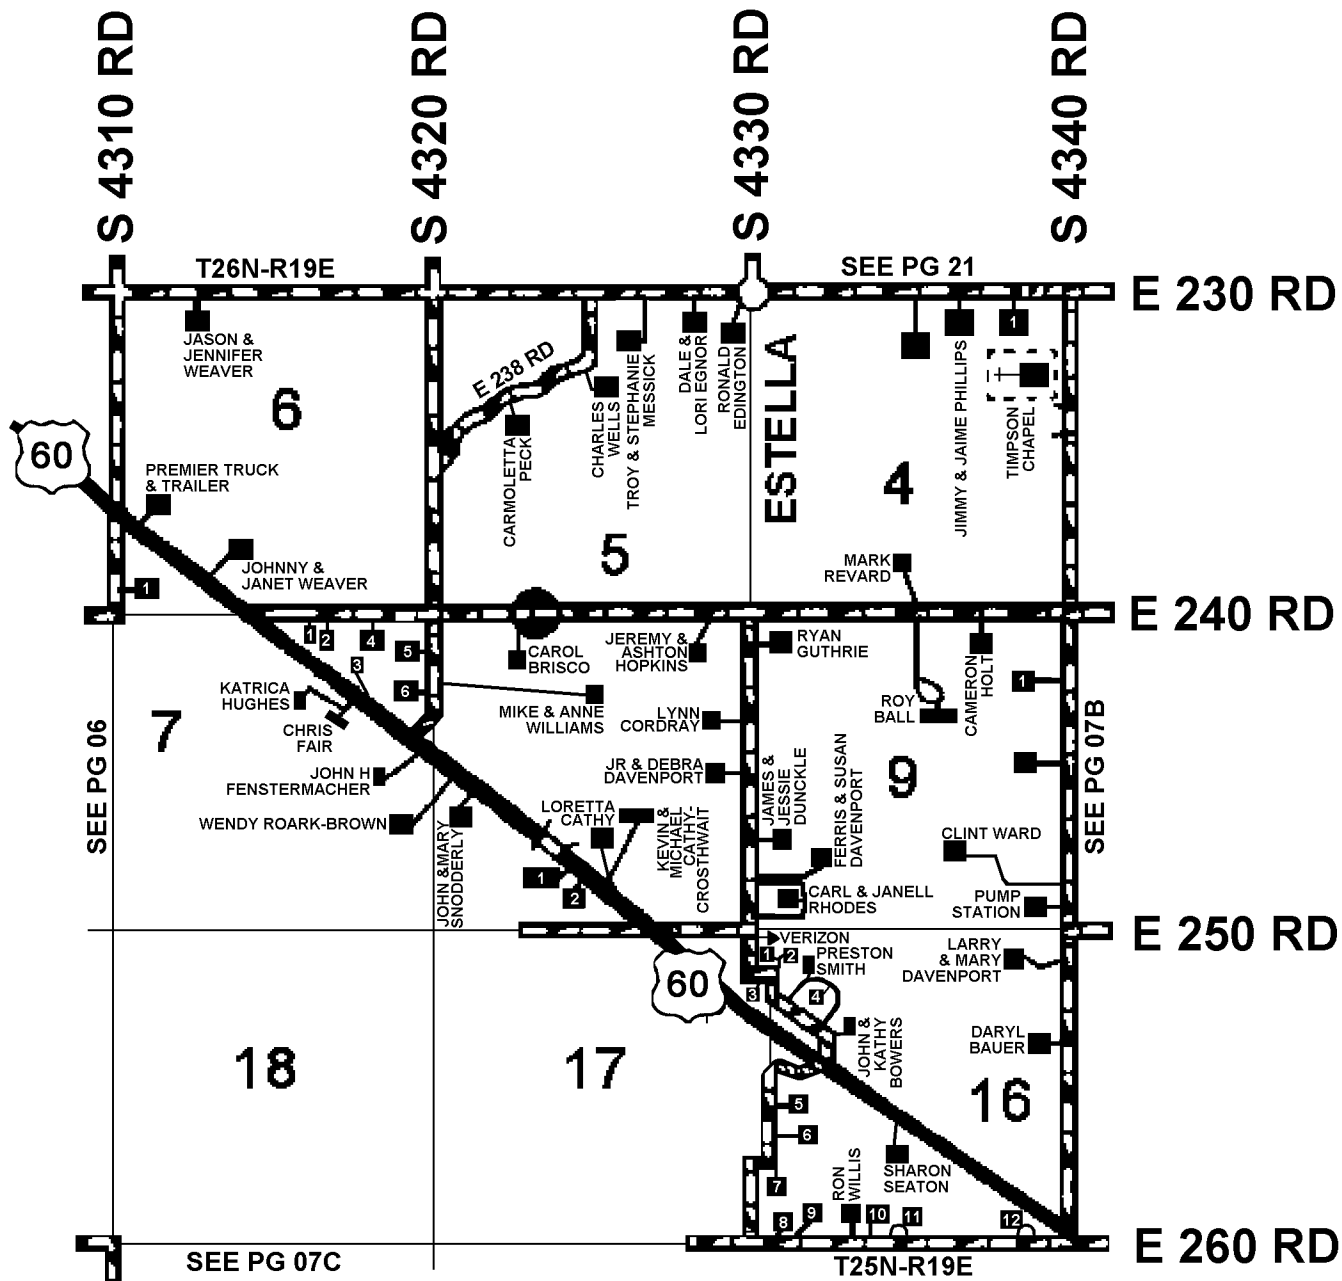 S 4310 RD
S 4320 RD
S 4330 RD
S 4340 RD
T26N-R19E
SEE PG 21
E 230 RD
JASON &
JENNIFER
WEAVER
6
E 238 RD
CARMOLETTA
PECK
CHARLES
WELLS
TROY & STEPHANIE
MESSICK
DALE &
LORI EGNOR
RONALD
EDINGTON
ESTELLA
JIMMY & JAIME PHILLIPS
1
TIMPSON
CHAPEL
4
5
60
PREMIER TRUCK
& TRAILER
JOHNNY &
JANET WEAVER
1
MARK
REVARD
E 240 RD
1
2
4
3
5
6
CAROL
BRISCO
JEREMY &
ASHTON
HOPKINS
RYAN
GUTHRIE
CAMERON
HOLT
1
KATRICA
HUGHES
CHRIS
FAIR
7
SEE PG 06
MIKE & ANNE
WILLIAMS
LYNN
CORDRAY
ROY
BALL
9
SEE PG 07B
JOHN H
FENSTERMACHER
JR & DEBRA
DAVENPORT
JAMES &
JESSIE
DUNCKLE
FERRIS & SUSAN
DAVENPORT
WENDY ROARK-BROWN
JOHN &MARY
SNODDERLY
LORETTA
CATHY
KEVIN &
MICHAEL
CATHY-
CROSTHWAIT
CLINT WARD
1
2
CARL & JANELL
RHODES
PUMP
STATION
E 250 RD
VERIZON
1
2
PRESTON
SMITH
LARRY
& MARY
DAVENPORT
60
3
4
JOHN &
KATHY
BOWERS
DARYL
BAUER
18
17
16
5
6
7
RON
WILLIS
SHARON
SEATON
8
9
10
11
12
E 260 RD
SEE PG 07C
T25N-R19E